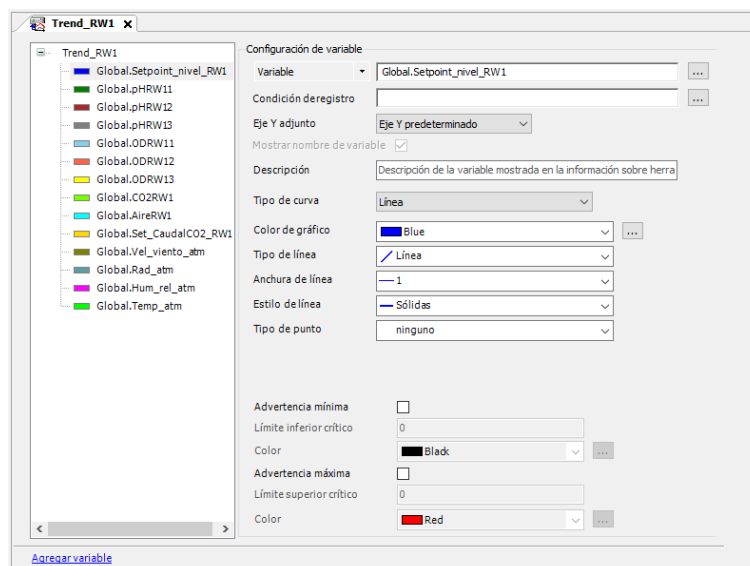 Trend_RW1 x
Trend_RW1
Global.Setpoint_nivel_RW1
Global.pHRW11
Global.pHRW12
Global.pHRW13
Global.ODRW11
Global.ODRW12
Global.ODRW13
Global.CO2RW1
Global.AireRW1
Global.Set_CaudalCO2_RW1
Global.Vel_viento_atm
Global.Rad_atm
Global.Hum_rel_atm
Global.Temp_atm
Configuración de variable
Variable Global.Setpoint_nivel_RW1 ...
Condición deregistro ...
Eje Y adjunto Eje Y predeterminado
Mostrar nombre de variable
Descripción Descripción de la variable mostrada en la información sobre herra
Tipo de curva Línea
Color de gráfico Blue ...
Tipo de línea Línea
Anchura de línea 1
Estilo de línea Sólidas
Tipo de punto ninguno
Advertencia mínima
Límite inferior crítico 0
Color Black ...
Advertencia máxima
Límite superior crítico 0
Color Red ...
Agregar variable